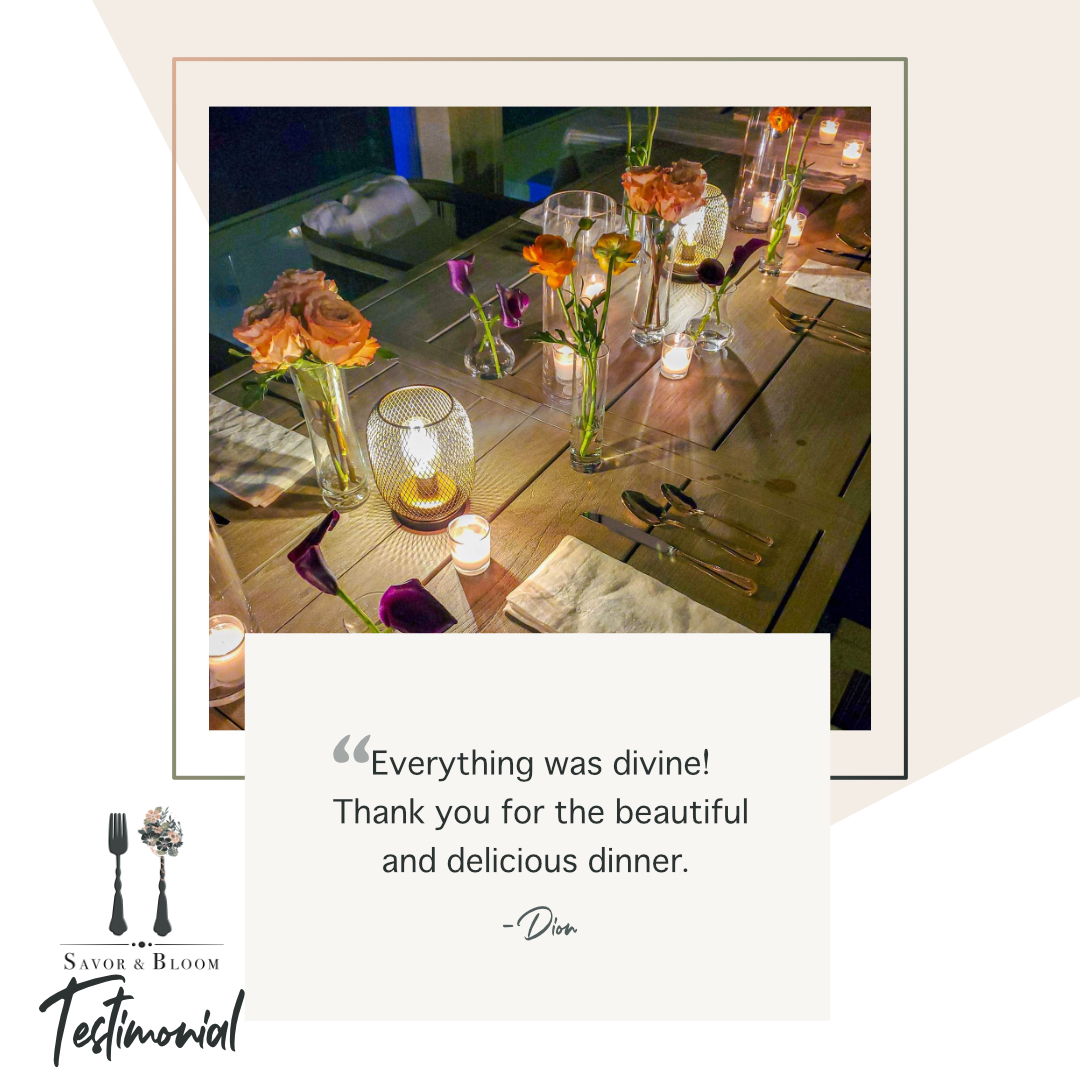 “Everything was divine!
Thank you for the beautiful
and delicious dinner.
- Dion
SAVOR & BLOOM
Testimonial